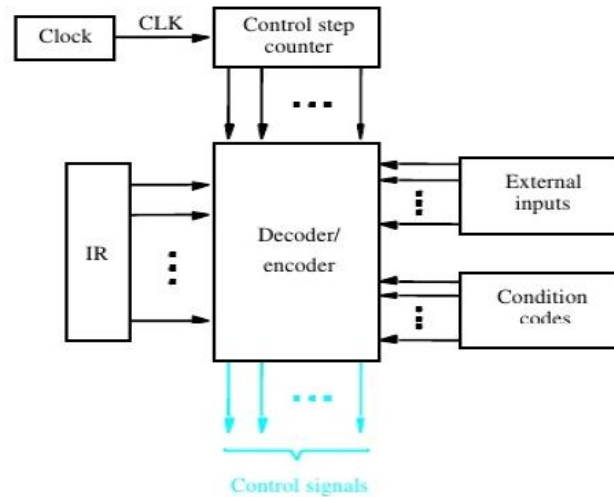 Clock
CLK
Control step
counter
IR
Decoder/
encoder
External
inputs
Condition
codes
Control signals